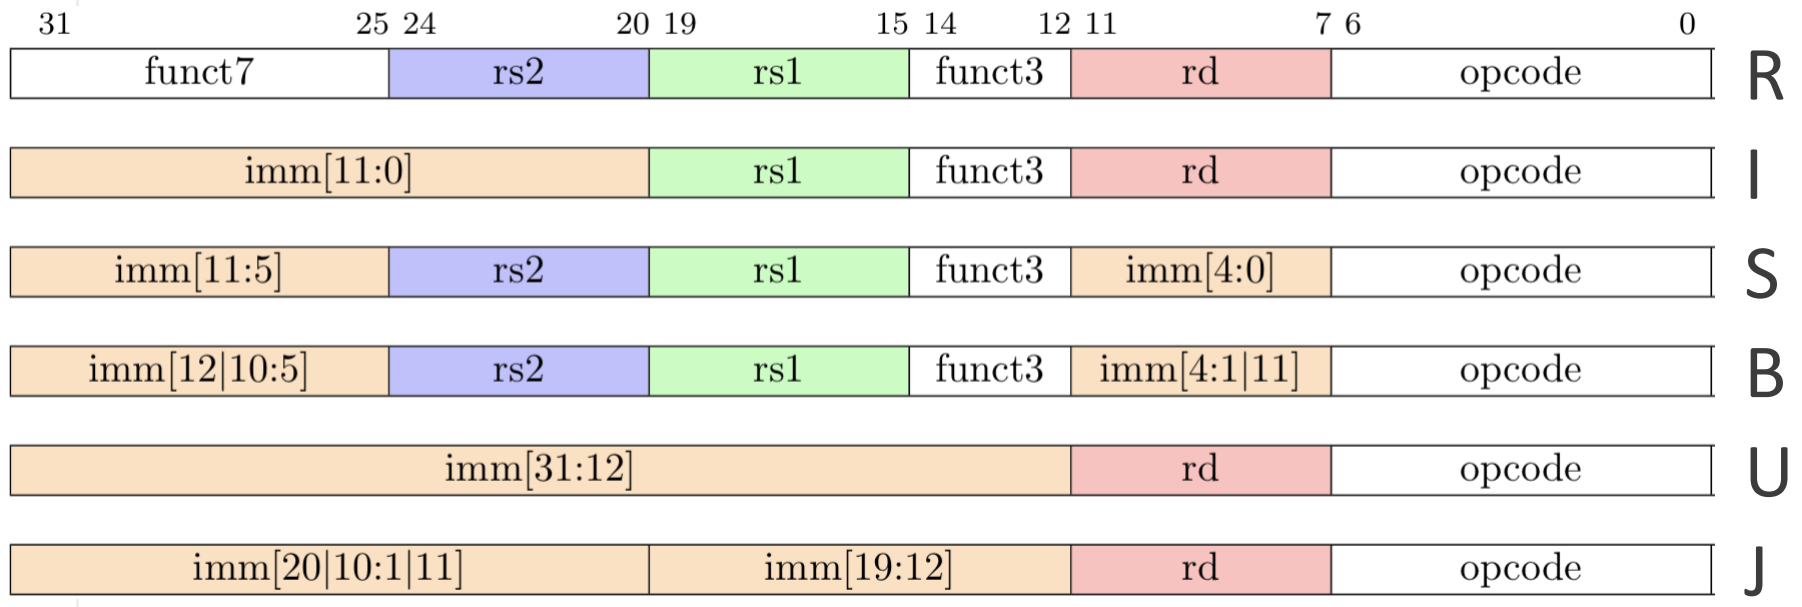 31 25 24 20 19 15 14 12 11 7 6 0
funct7 rs2 rs1 funct3 rd opcode R
imm[11:0] rs1 funct3 rd opcode I
imm[11:5] rs2 rs1 funct3 imm[4:0] opcode S
imm[12|10:5] rs2 rs1 funct3 imm[4:1|11] opcode B
imm[31:12] rd opcode U
imm[20|10:1|11] imm[19:12] rd opcode J